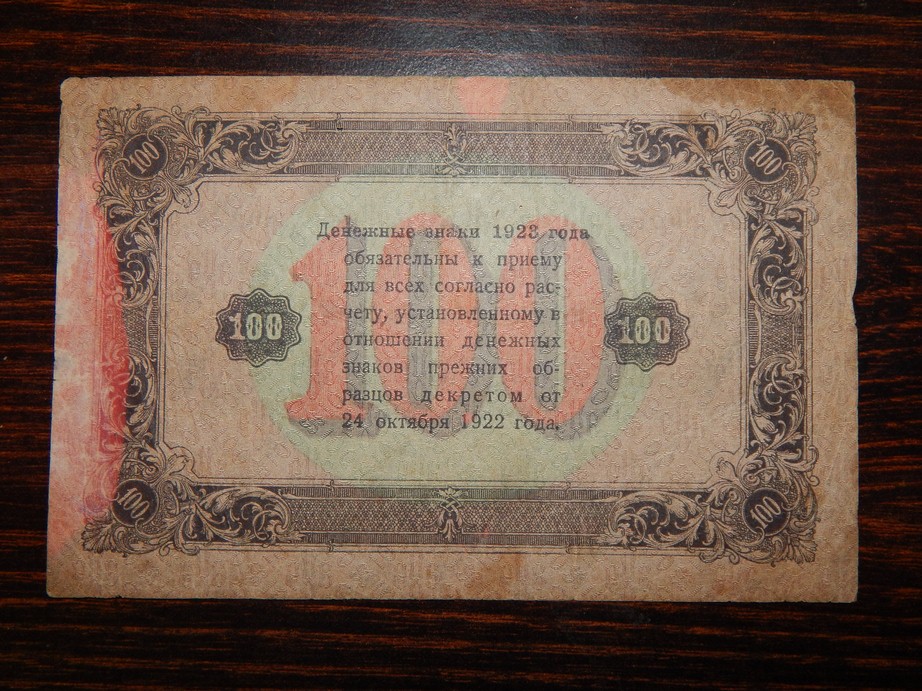 100 100
Денежные знаки 1923 года
обязательны к приему
для всех согласно рас-
чету, установленному в
отношении денежных
знаков прежних об-
разцов декретом от
24 октября 1922 года.
100 100 100
100 100